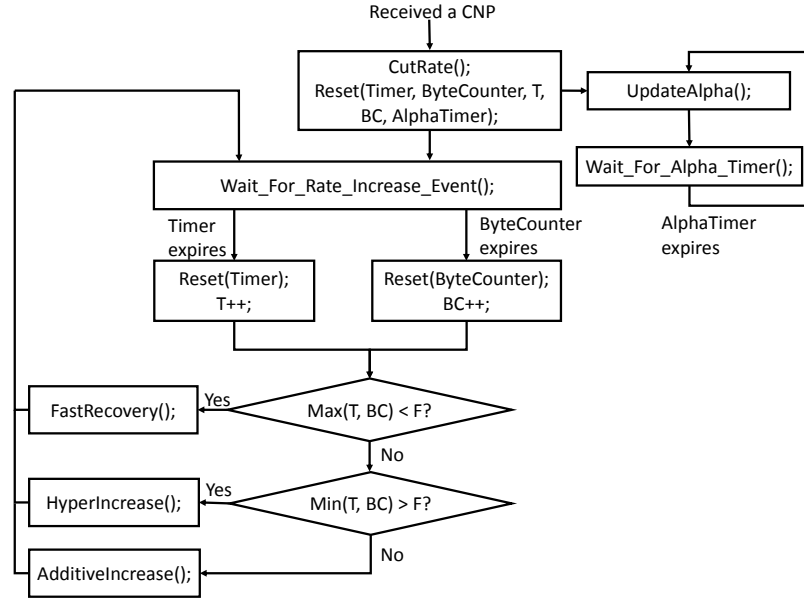 Received a CNP
CutRate();
Reset(Timer, ByteCounter, T,
BC, AlphaTimer);
UpdateAlpha();
Wait_For_Alpha_Timer();
Wait_For_Rate_Increase_Event();
AlphaTimer
expires
Timer
expires
ByteCounter
expires
Reset(Timer);
T++;
Reset(ByteCounter);
BC++;
FastRecovery();
Yes
Max(T, BC) < F?
No
HyperIncrease();
Yes
Min(T, BC) > F?
No
AdditiveIncrease();